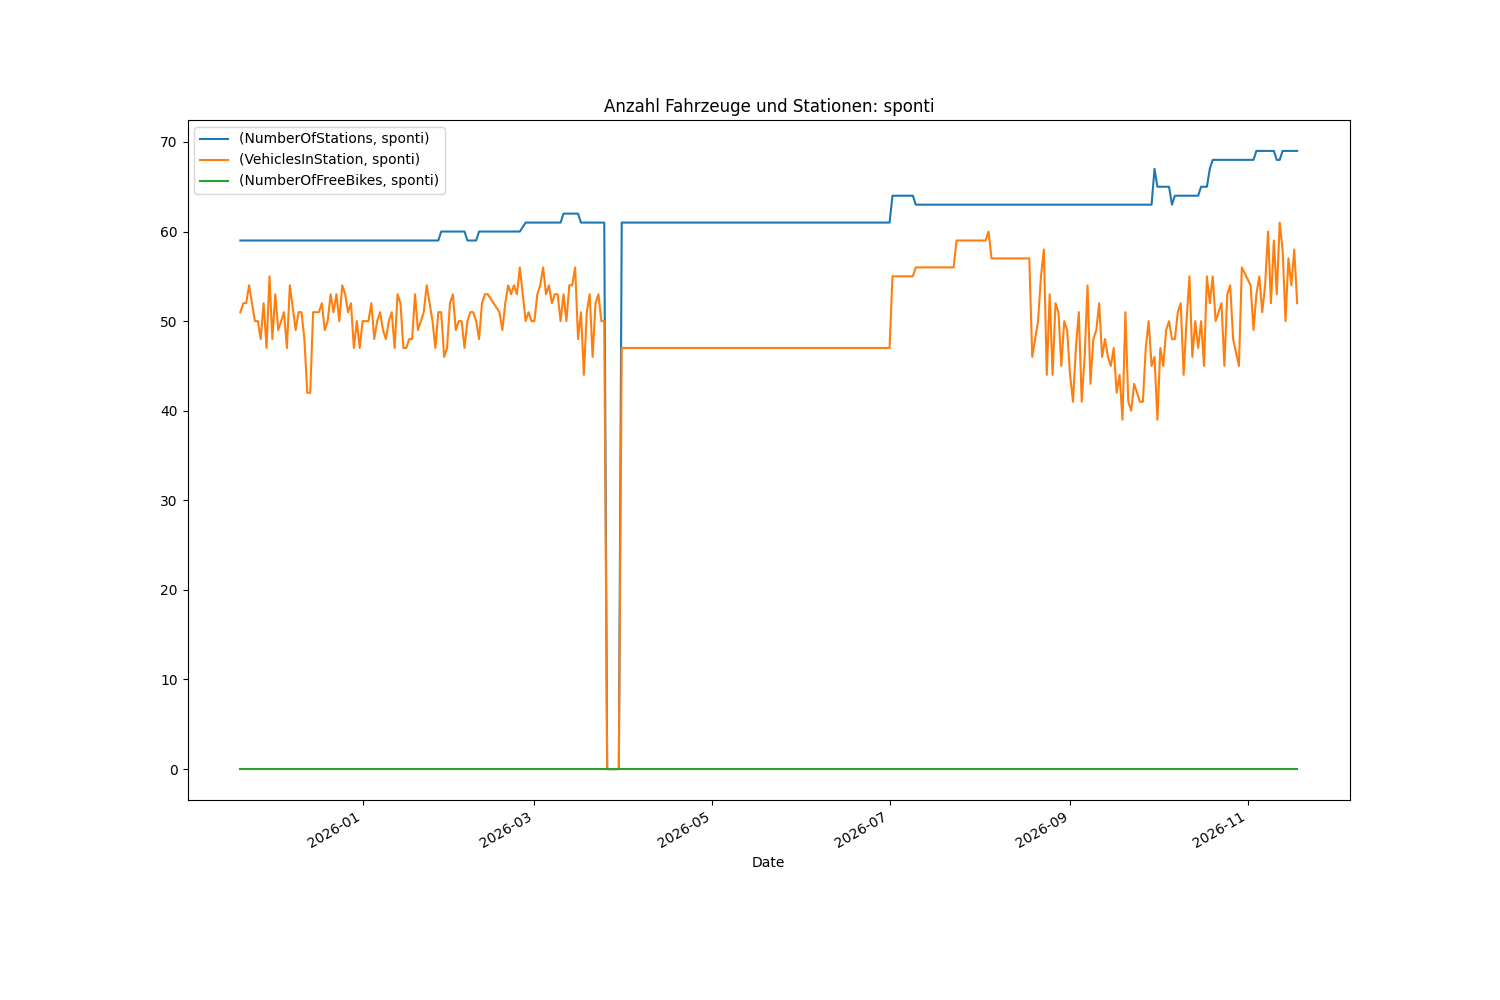 Anzahl Fahrzeuge und Stationen: sponti
(NumberOfStations, sponti)
(VehiclesInStation, sponti)
(NumberOfFreeBikes, sponti)
70
60
50
40
30
20
10
0
2026-01
2026-03
2026-05
2026-07
2026-09
2026-11
Date